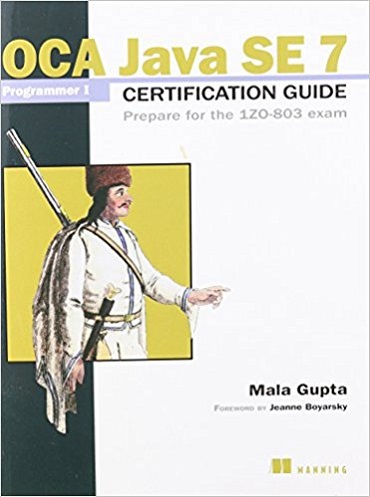 OCA Java SE 7
Programmer I
CERTIFICATION GUIDE
Prepare for the 1Z0-803 exam
Mala Gupta
FOREWORD BY Jeanne Boyarsky
MANNING